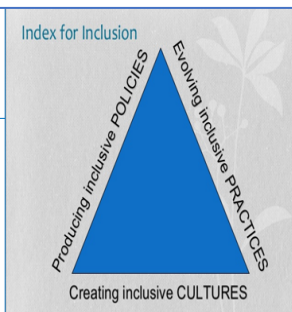 Index for Inclusion
Producing inclusive POLICIES
Evolving inclusive PRACTICES
Creating inclusive CULTURES